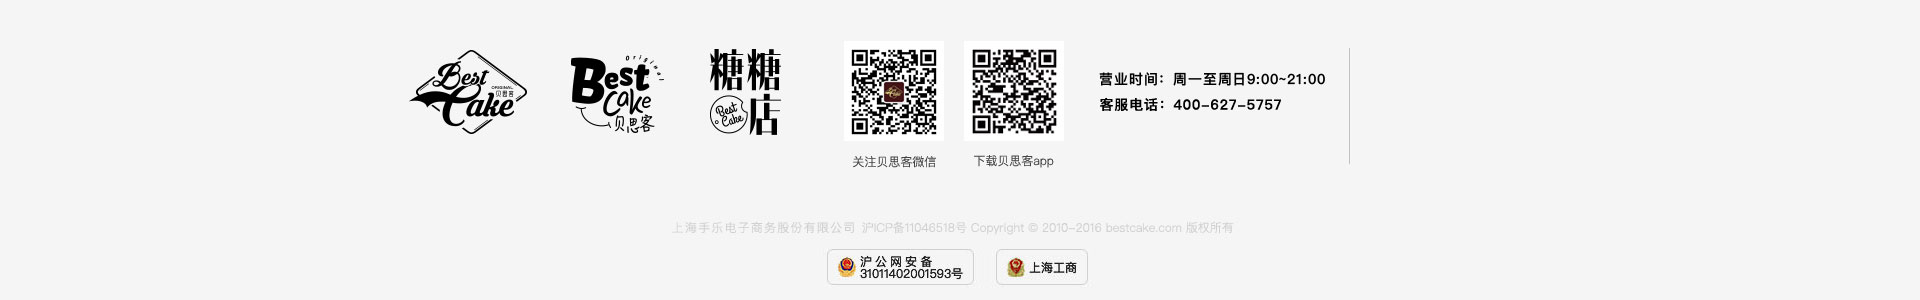 Best Cake
ORIGINAL
贝思客
Original
Best Cake
贝思客
糖糖店
Best Cake
关注贝思客微信
下载贝思客app
营业时间：周一至周日9:00~21:00
客服电话：400-627-5757
上海手乐电子商务股份有限公司 沪ICP备11046518号 Copyright © 2010-2016 bestcake.com 版权所有
沪公网安备
31011402001593号
上海工商